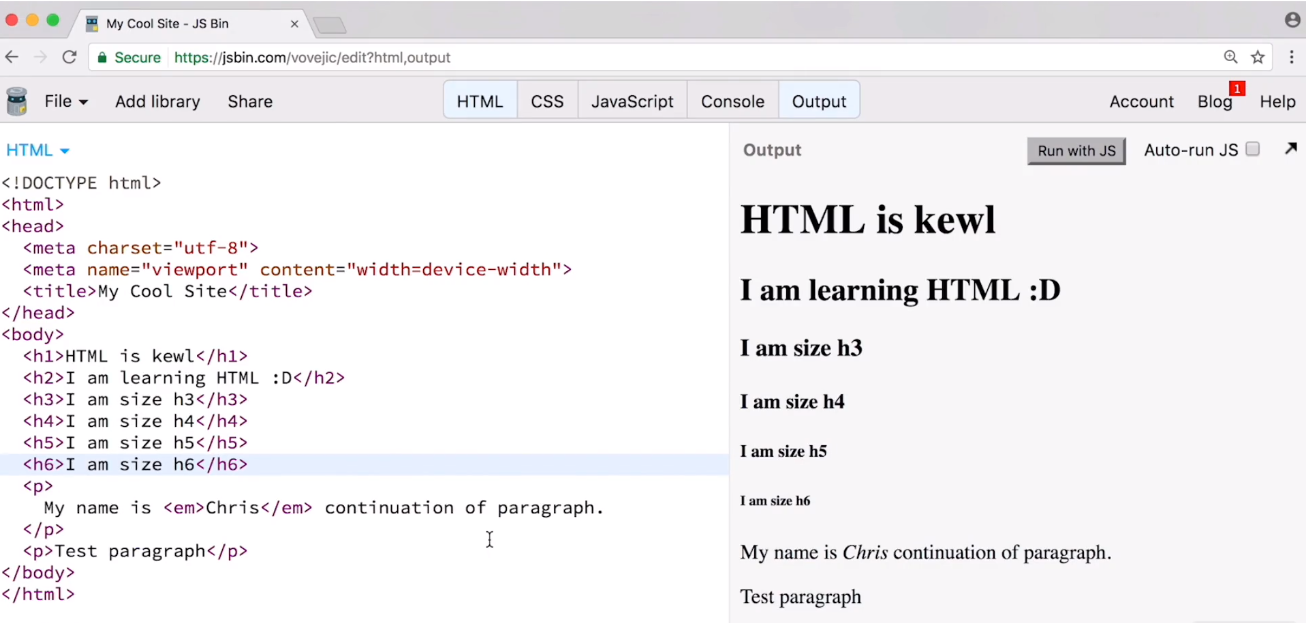 My Cool Site - JS Bin
Secure https://jsbin.com/vovejic/edit?html,output
File Add library Share HTML CSS JavaScript Console Output Account Blog 1 Help
HTML
<!DOCTYPE html>
<html>
<head>
  <meta charset="utf-8">
  <meta name="viewport" content="width=device-width">
  <title>My Cool Site</title>
</head>
<body>
  <h1>HTML is kewl</h1>
  <h2>I am learning HTML :D</h2>
  <h3>I am size h3</h3>
  <h4>I am size h4</h4>
  <h5>I am size h5</h5>
  <h6>I am size h6</h6>
  <p>
    My name is <em>Chris</em> continuation of paragraph.
  </p>
  <p>Test paragraph</p>
</body>
</html>
Output Run with JS Auto-run JS
HTML is kewl
I am learning HTML :D
I am size h3
I am size h4
I am size h5
I am size h6
My name is Chris continuation of paragraph.
Test paragraph